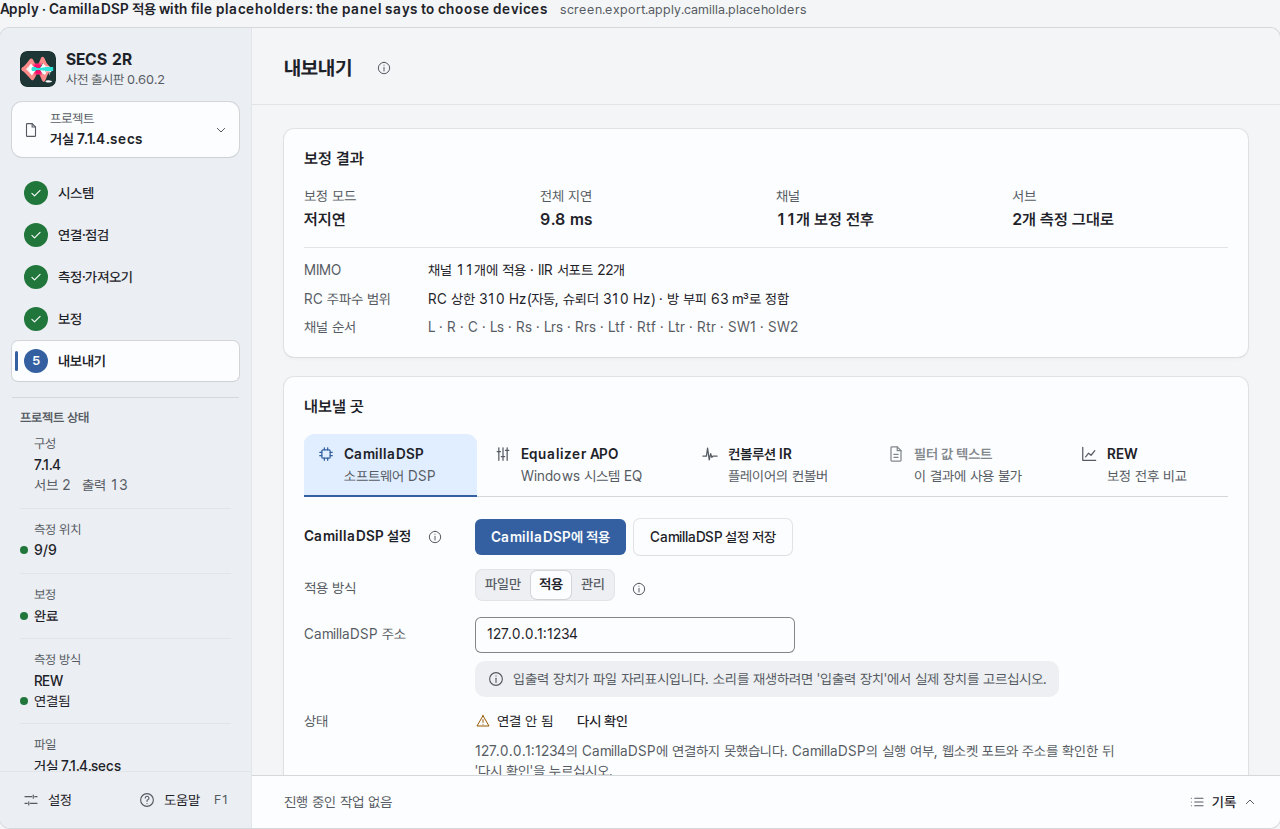 Apply · CamillaDSP 적용 with file placeholders: the panel says to choose devices screen.export.apply.camilla.placeholders
SECS 2R
사전 출시판 0.60.2
프로젝트
거실 7.1.4.secs
시스템
연결·점검
측정·가져오기
보정
5 내보내기
프로젝트 상태
구성
7.1.4
서브 2 출력 13
측정 위치
9/9
보정
완료
측정 방식
REW
연결됨
파일
거실 7.1.4.secs
설정 도움말 F1
내보내기
보정 결과
보정 모드 전체 지연 채널 서브
저지연 9.8 ms 11개 보정 전후 2개 측정 그대로
MIMO 채널 11개에 적용 · IIR 서포트 22개
RC 주파수 범위 RC 상한 310 Hz(자동, 슈뢰더 310 Hz) · 방 부피 63 m³로 정함
채널 순서 L · R · C · Ls · Rs · Lrs · Rrs · Ltf · Rtf · Ltr · Rtr · SW1 · SW2
내보낼 곳
CamillaDSP Equalizer APO 컨볼루션 IR 필터 값 텍스트 REW
소프트웨어 DSP Windows 시스템 EQ 플레이어의 컨볼버 이 결과에 사용 불가 보정 전후 비교
CamillaDSP 설정 CamillaDSP에 적용 CamillaDSP 설정 저장
적용 방식 파일만 적용 관리
CamillaDSP 주소 127.0.0.1:1234
입출력 장치가 파일 자리표시입니다. 소리를 재생하려면 '입출력 장치'에서 실제 장치를 고르십시오.
상태 연결 안 됨 다시 확인
127.0.0.1:1234의 CamillaDSP에 연결하지 못했습니다. CamillaDSP의 실행 여부, 웹소켓 포트와 주소를 확인한 뒤
'다시 확인'을 누르십시오.
진행 중인 작업 없음 기록